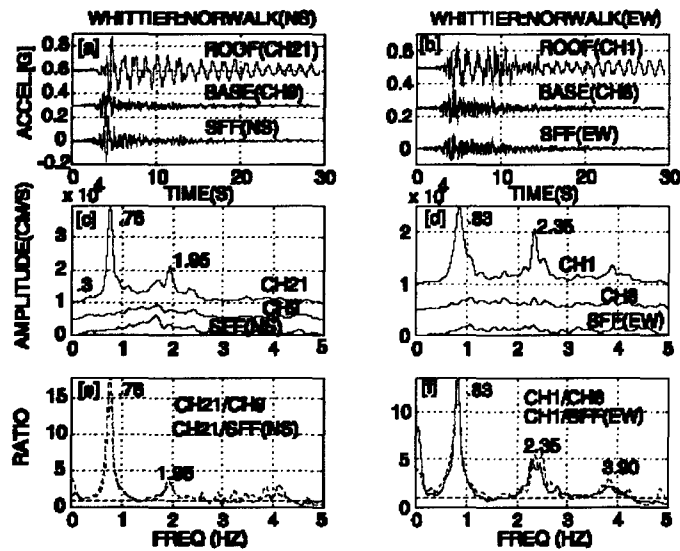 WHITTIER:NORWALK(NS)
WHITTIER:NORWALK(EW)
ACCEL[G]
0.8
0.6
0.4
0.2
0
-0.2
[a]
ROOF(CH21)
BASE(CH9)
SFF(NS)
0 10 20 30
TIME(S)
0.6
0.2
0
[b]
ROOF(CH1)
BASE(CH6)
SFF(EW)
0 10 20 30
TIME(S)
AMPLITUDE(CM/S)
x 10^4
3
2
1
0
[c]
.76
1.95
.3
CH21
CH9
SFF(NS)
0 1 2 3 4 5
x 10^4
2
1
0
[d]
.83
2.35
CH1
CH6
SFF(EW)
0 1 2 3 4 5
RATIO
15
10
5
0
[e]
.76
CH21/CH9
CH21/SFF(NS)
1.95
0 1 2 3 4 5
FREQ (HZ)
10
5
0
[f]
.83
CH1/CH6
CH1/SFF(EW)
2.35
3.90
0 1 2 3 4 5
FREQ (HZ)